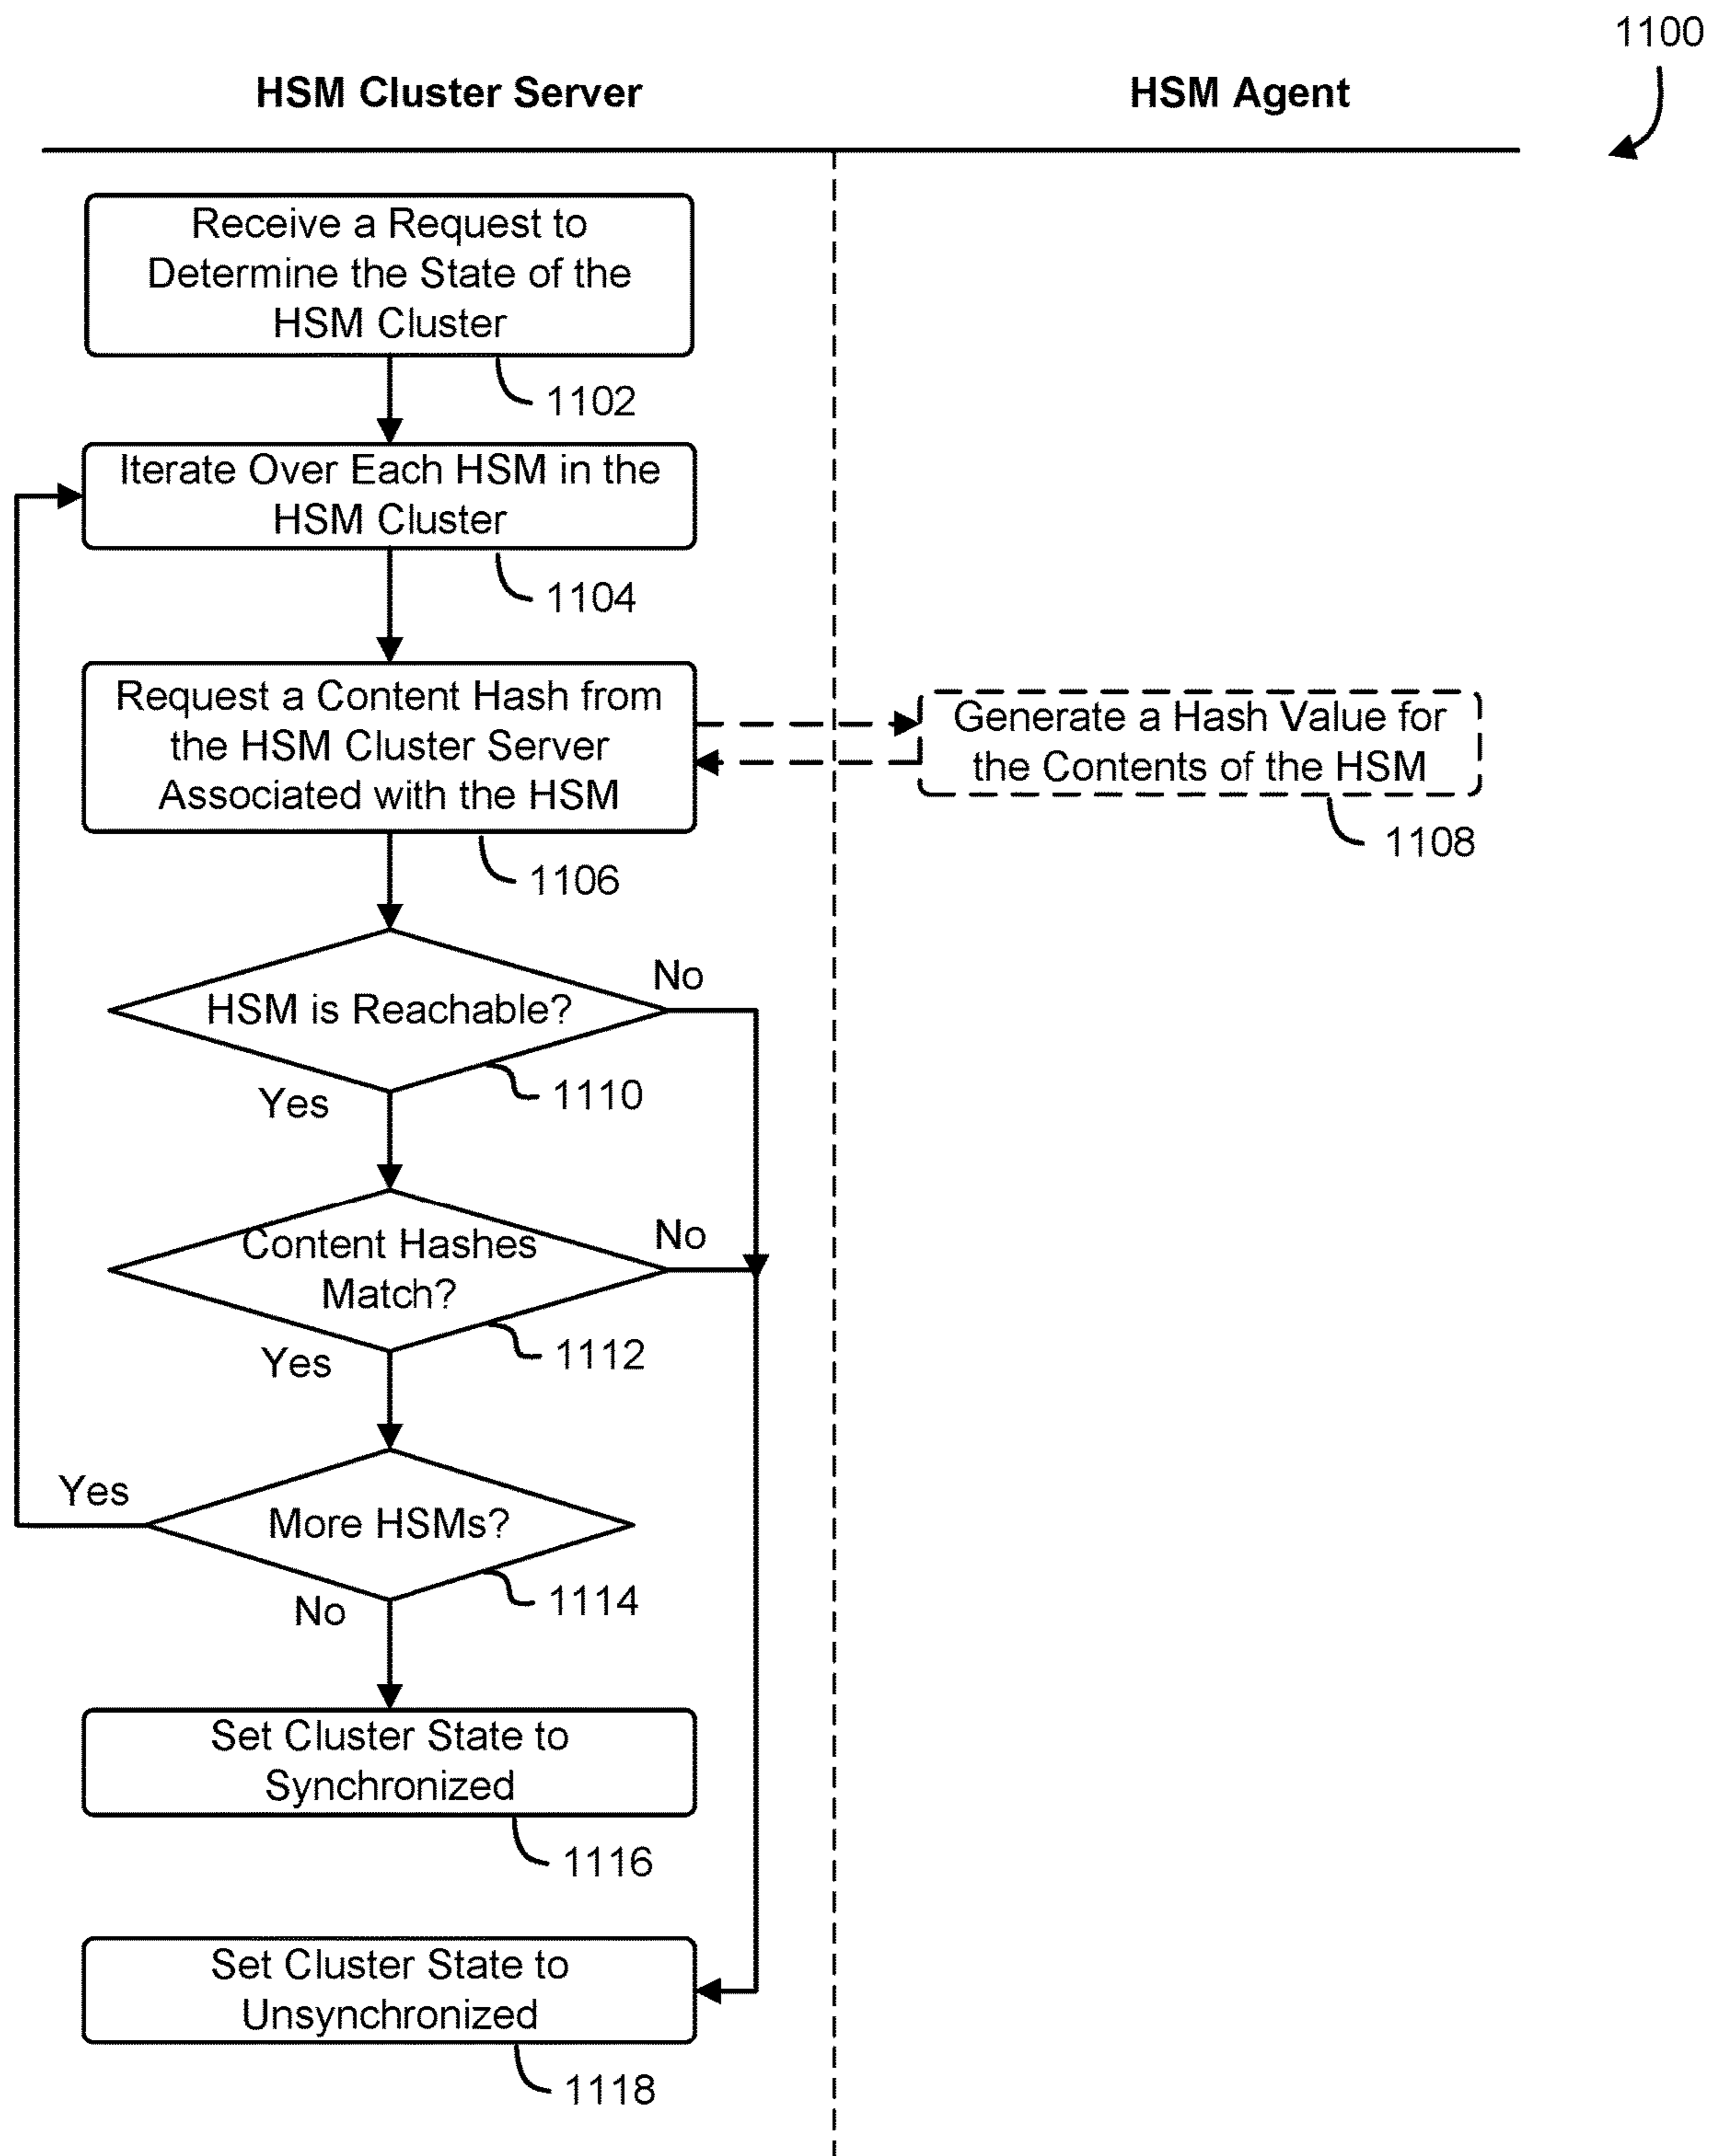 1100
HSM Cluster Server
HSM Agent
Receive a Request to
Determine the State of the
HSM Cluster
1102
Iterate Over Each HSM in the
HSM Cluster
1104
Request a Content Hash from
the HSM Cluster Server
Associated with the HSM
1106
Generate a Hash Value for
the Contents of the HSM
1108
HSM is Reachable?
No
1110
Yes
Content Hashes
Match?
No
1112
Yes
More HSMs?
Yes
1114
No
Set Cluster State to
Synchronized
1116
Set Cluster State to
Unsynchronized
1118